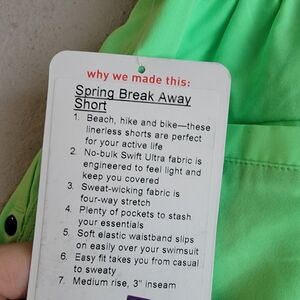 why we made this:
Spring Break Away
Short
1. Beach, hike and bike—these
linerless shorts are perfect
for your active life
2. No-bulk Swift Ultra fabric is
engineered to feel light and
keep you covered
3. Sweat-wicking fabric is
four-way stretch
4. Plenty of pockets to stash
your essentials
5. Soft elastic waistband slips
on easily over your swimsuit
6. Easy fit takes you from casual
to sweaty
7. Medium rise, 3" Inseam